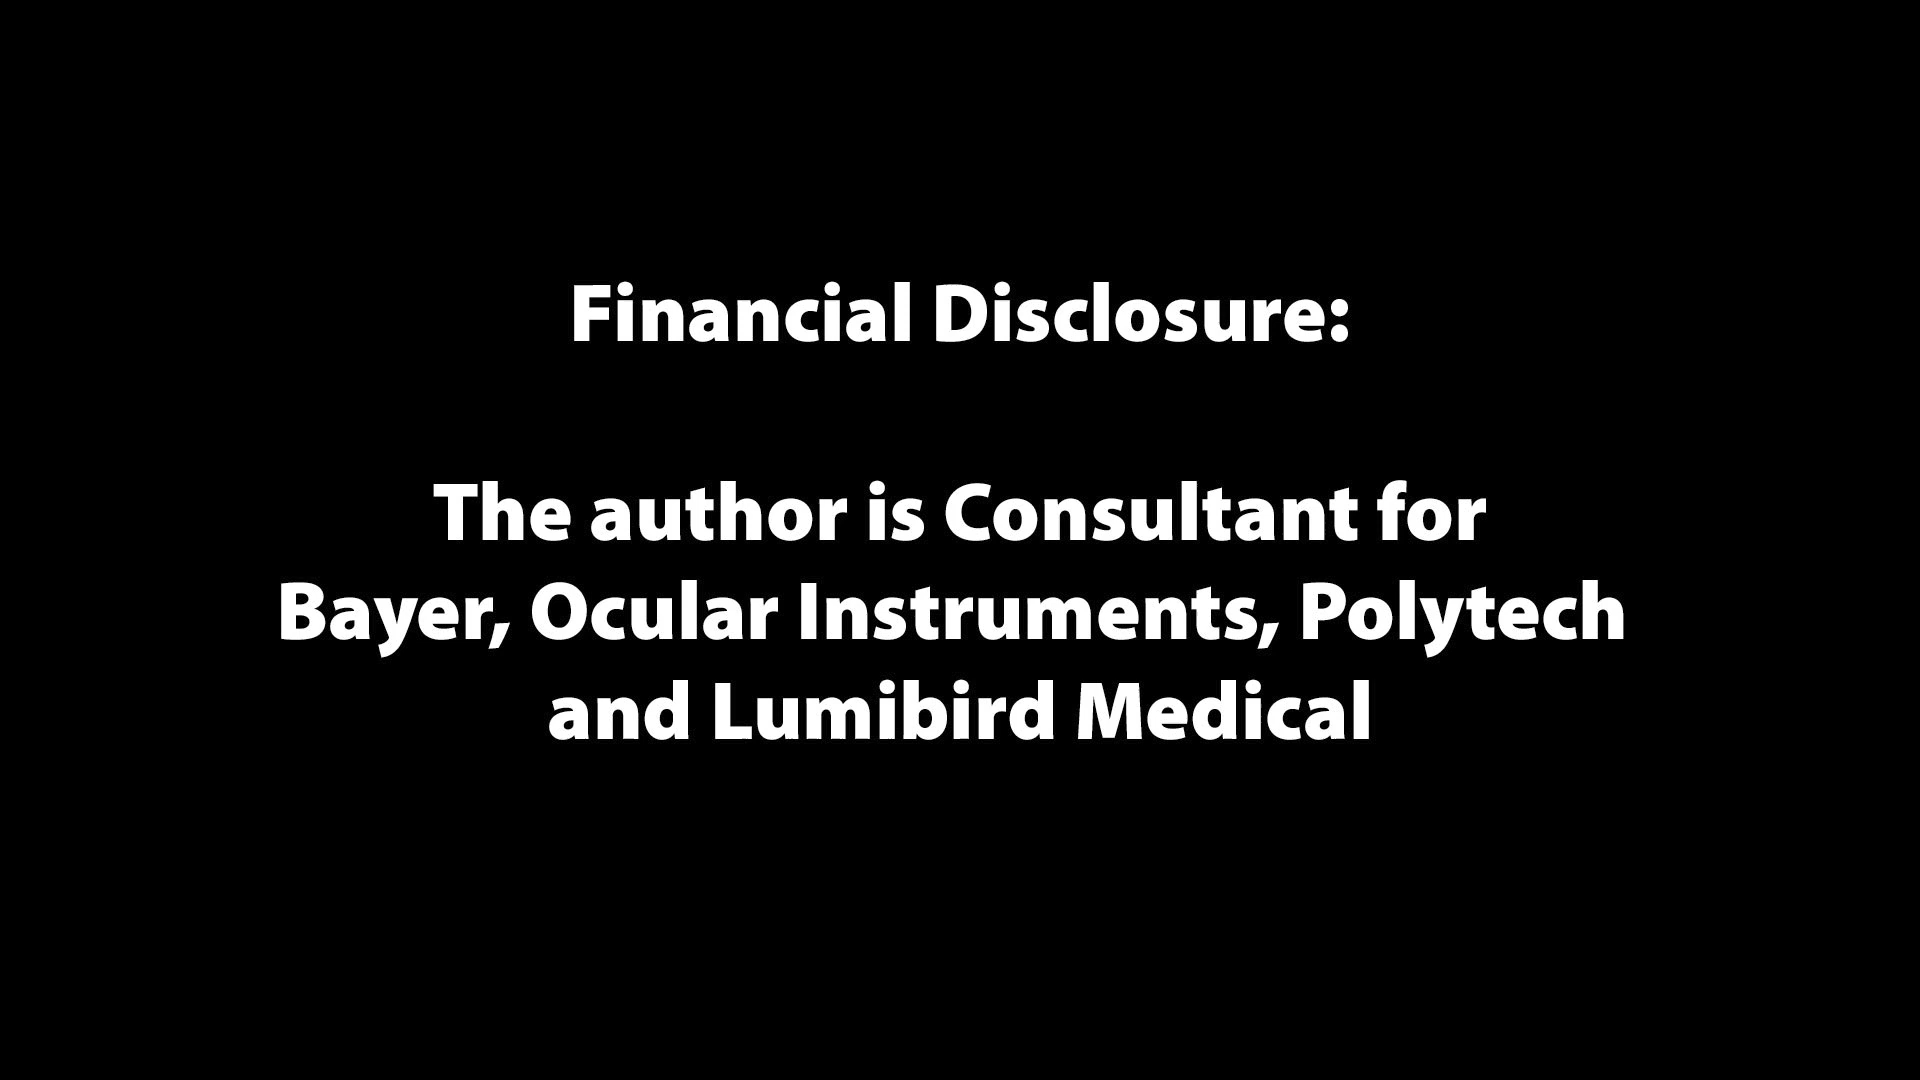 Financial Disclosure:
The author is Consultant for
Bayer, Ocular Instruments, Polytech
and Lumibird Medical